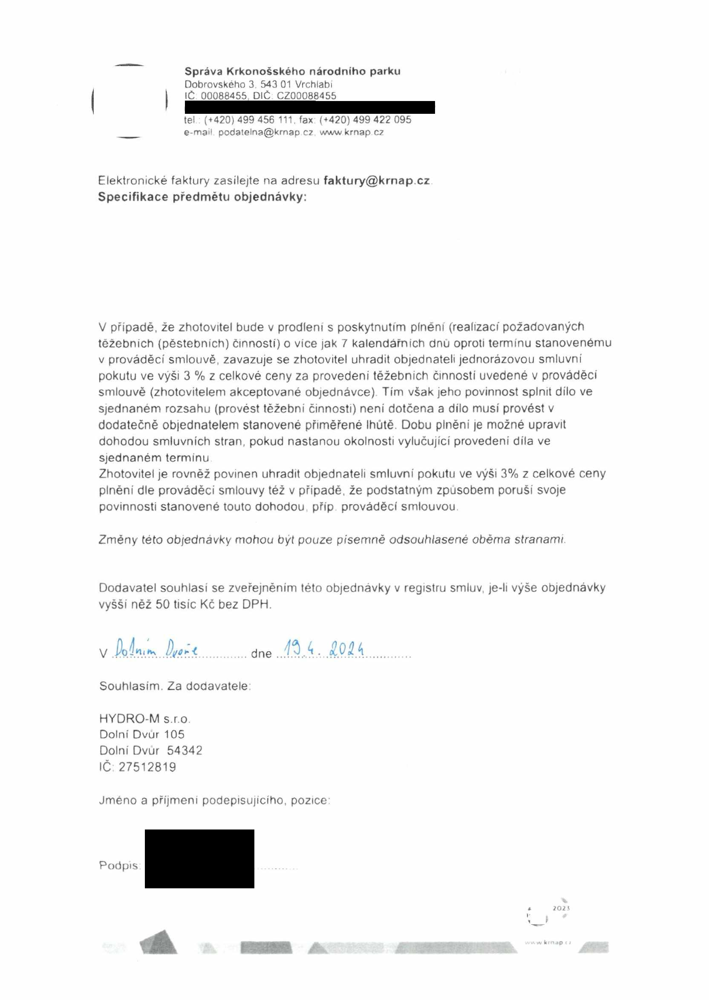 Správa Krkonošského národního parku
Dobrovského 3, 543 01 Vrchlabí
IČ: 00088455, DIČ: CZ00088455
tel.: (+420) 499 456 111, fax: (+420) 499 422 095
e-mail: podatelna@krnap.cz, www.krnap.cz
Elektronické faktury zasílejte na adresu faktury@krnap.cz.
Specifikace předmětu objednávky:
V případě, že zhotovitel bude v prodlení s poskytnutím plnění (realizací požadovaných
těžebních (pěstebních) činností) o více jak 7 kalendářních dnů oproti termínu stanovenému
v prováděcí smlouvě, zavazuje se zhotovitel uhradit objednateli jednorázovou smluvní
pokutu ve výši 3 % z celkové ceny za provedení těžebních činností uvedené v prováděcí
smlouvě (zhotovitelem akceptované objednávce). Tím však jeho povinnost splnit dílo ve
sjednaném rozsahu (provést těžební činnosti) není dotčena a dílo musí provést v
dodatečně objednatelem stanovené přiměřené lhůtě. Dobu plnění je možné upravit
dohodou smluvních stran, pokud nastanou okolnosti vylučující provedení díla ve
sjednaném termínu.
Zhotovitel je rovněž povinen uhradit objednateli smluvní pokutu ve výši 3% z celkové ceny
plnění dle prováděcí smlouvy též v případě, že podstatným způsobem poruší svoje
povinnosti stanovené touto dohodou, příp. prováděcí smlouvou.
Změny této objednávky mohou být pouze písemně odsouhlasené oběma stranami.
Dodavatel souhlasí se zveřejněním této objednávky v registru smluv, je-li výše objednávky
vyšší něž 50 tisíc Kč bez DPH.
V Dolním Dvoře dne 19.4. 2024
Souhlasím. Za dodavatele:
HYDRO-M s.r.o.
Dolní Dvůr 105
Dolní Dvůr 54342
IČ: 27512819
Jméno a příjmení podepisujícího, pozice:
Podpis:
2023
www.krnap.cz